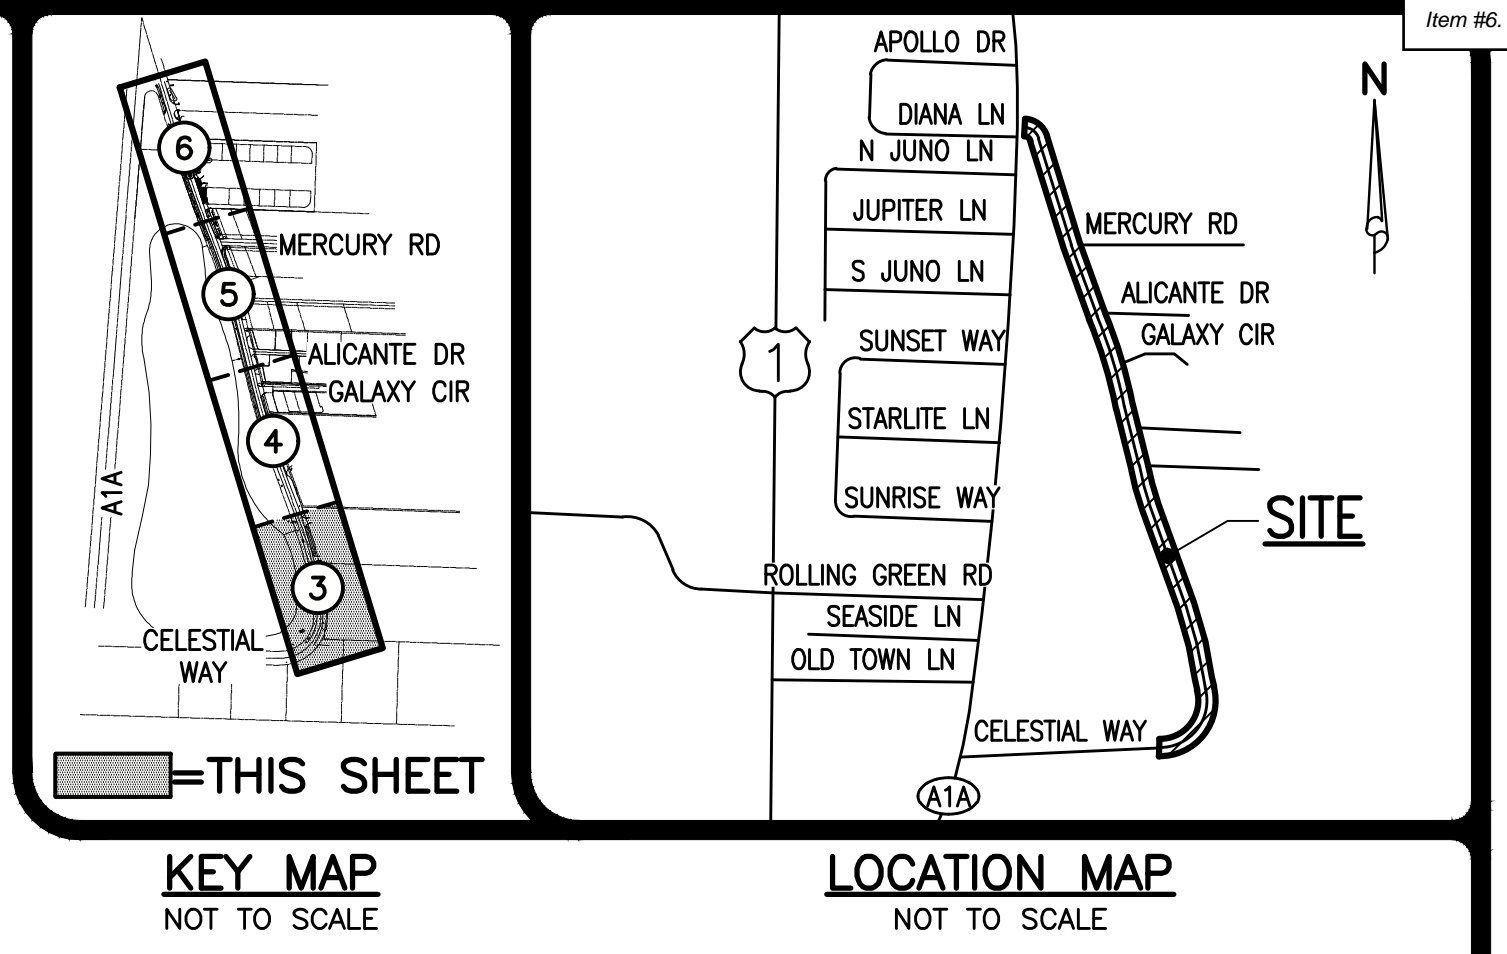 Item #6.
6
MERCURY RD
5
ALICANTE DR
GALAXY CIR
4
A1A
3
CELESTIAL
WAY
=THIS SHEET
KEY MAP
NOT TO SCALE
APOLLO DR
DIANA LN
N JUNO LN
JUPITER LN
S JUNO LN
SUNSET WAY
1
STARLITE LN
SUNRISE WAY
ROLLING GREEN RD
SEASIDE LN
OLD TOWN LN
CELESTIAL WAY
A1A
N
MERCURY RD
ALICANTE DR
GALAXY CIR
SITE
LOCATION MAP
NOT TO SCALE